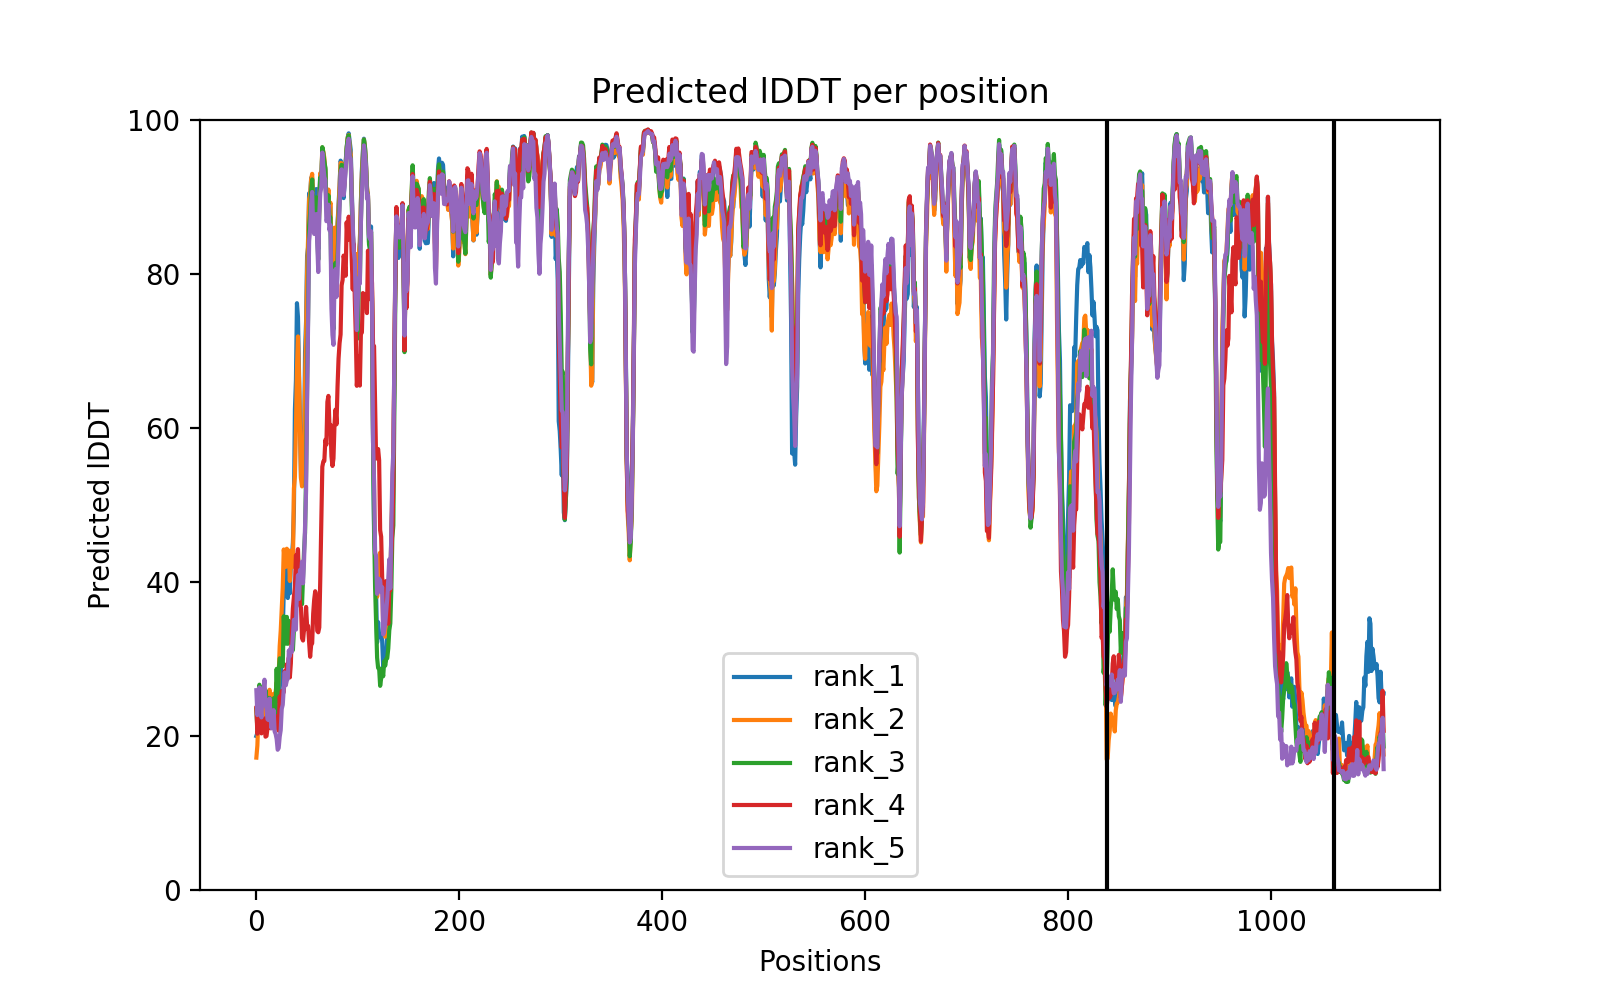 Predicted lDDT per position
100
80
60
40
20
0
Predicted lDDT
0 200 400 600 800 1000
Positions
rank_1
rank_2
rank_3
rank_4
rank_5